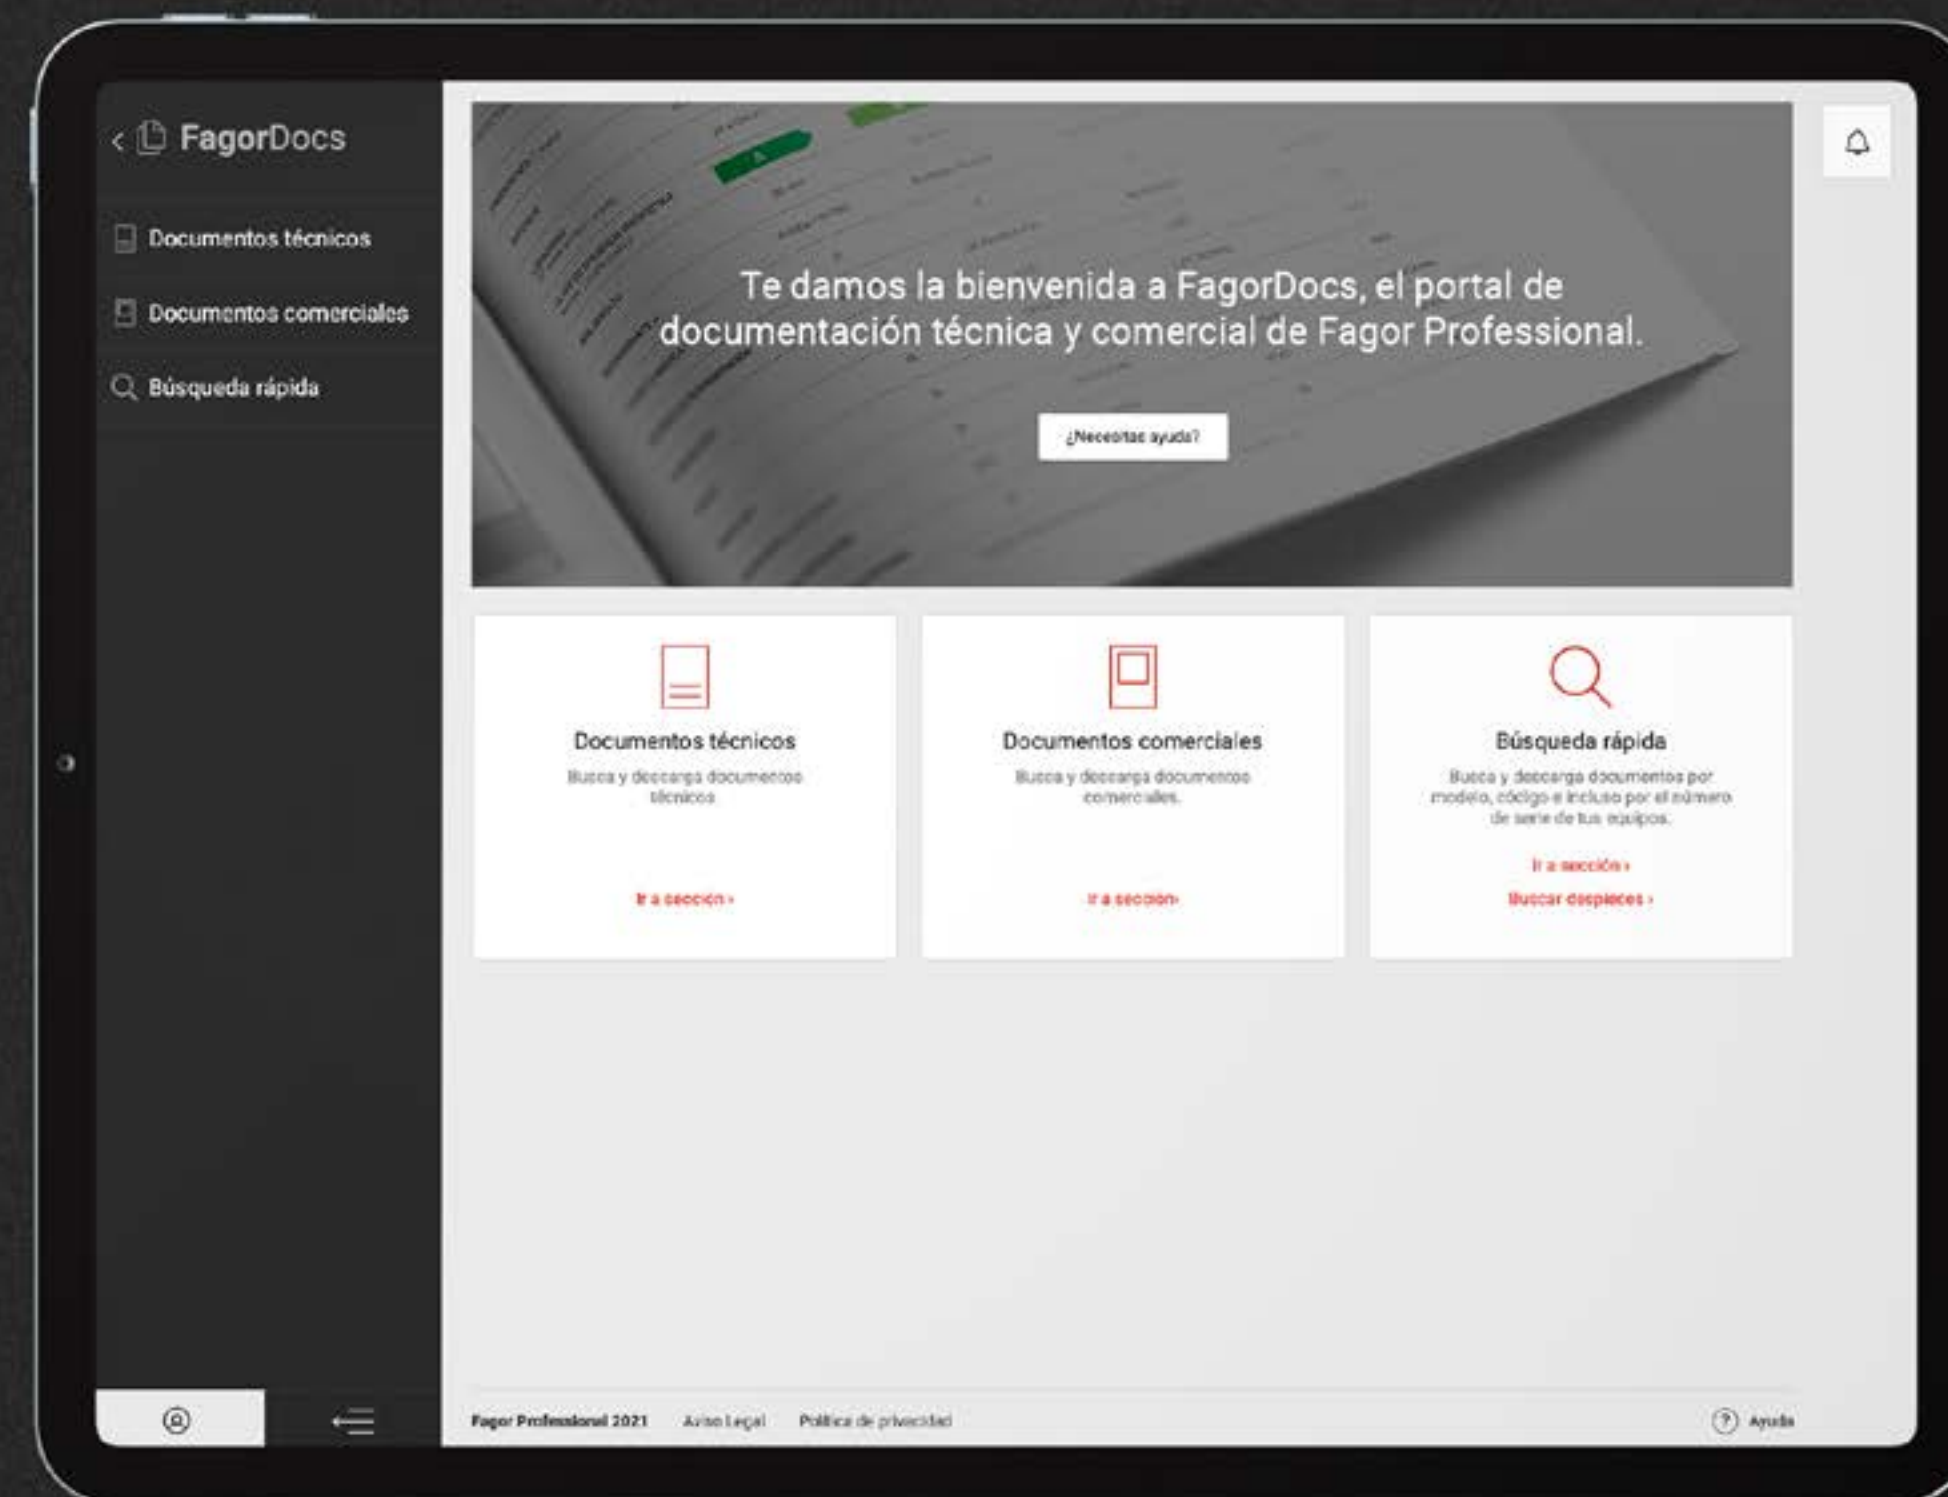 FagorDocs
Documentos técnicos
Documentos comerciales
Búsqueda rápida
Te damos la bienvenida a FagorDocs, el portal de
documentación técnica y comercial de Fagor Professional.
¿Necesitas ayuda?
Documentos técnicos
Busca y descarga documentos
técnicos
Ir a sección ›
Documentos comerciales
Busca y descarga documentos
comerciales.
Ir a sección ›
Búsqueda rápida
Busca y descarga documentos por
modelo, código e incluso por el número
de serie de tus equipos.
Ir a sección ›
Buscar despieces ›
Fagor Professional 2021 Aviso Legal Política de privacidad
? Ayuda